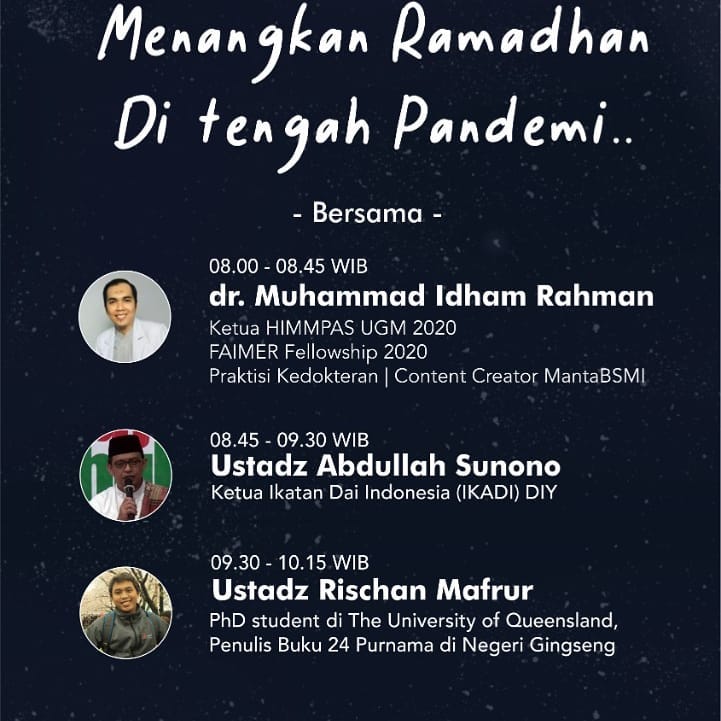 Menangkan Ramadhan
Di tengah Pandemi..
- Bersama -
08.00 - 08.45 WIB
dr. Muhammad Idham Rahman
Ketua HIMMPAS UGM 2020
FAIMER Fellowship 2020
Praktisi Kedokteran | Content Creator MantaBSMI
08.45 - 09.30 WIB
Ustadz Abdullah Sunono
Ketua Ikatan Dai Indonesia (IKADI) DIY
09.30 - 10.15 WIB
Ustadz Rischan Mafrur
PhD student di The University of Queensland,
Penulis Buku 24 Purnama di Negeri Gingseng